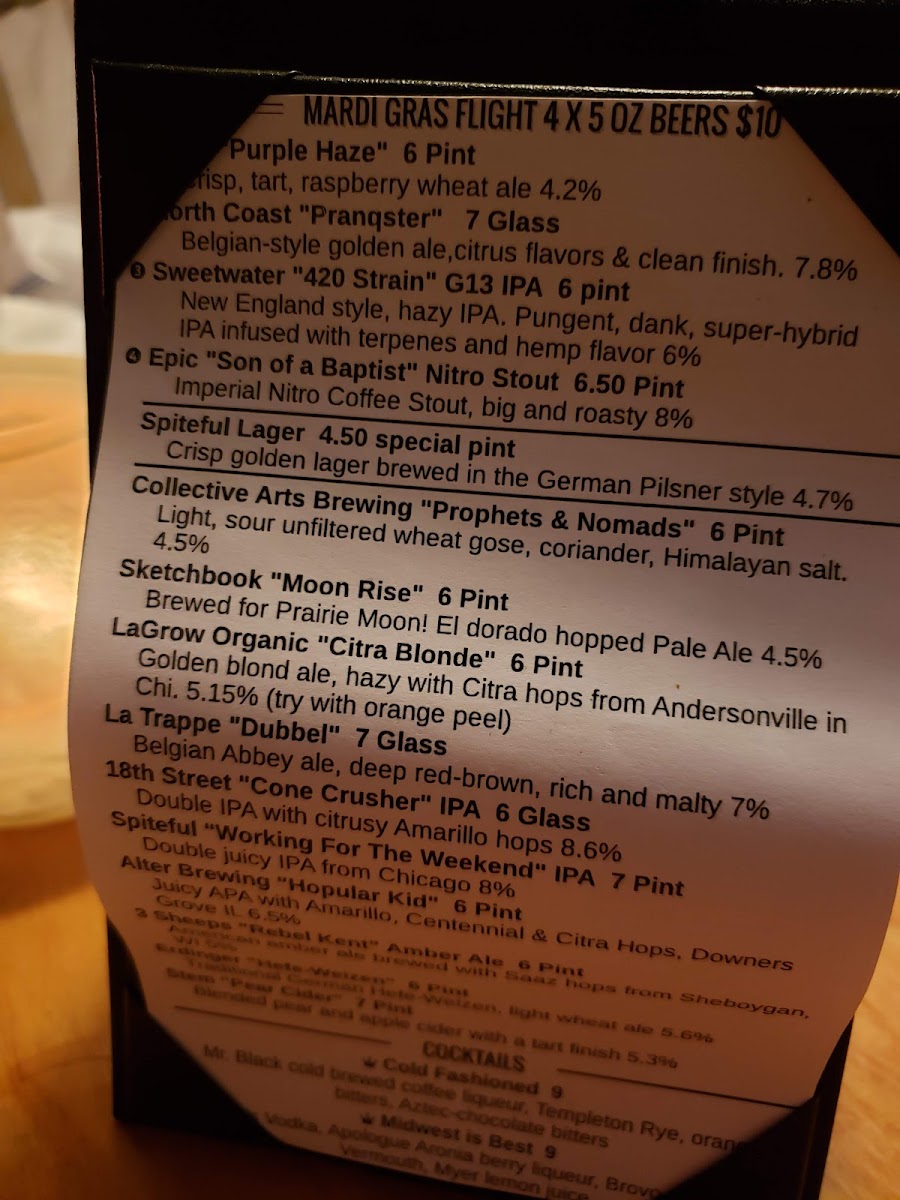 MARDI GRAS FLIGHT 4 X 5 OZ BEERS $10
"Purple Haze" 6 Pint
risp, tart, raspberry wheat ale 4.2%
orth Coast "Pranqster" 7 Glass
Belgian-style golden ale,citrus flavors & clean finish. 7.8%
❸ Sweetwater "420 Strain" G13 IPA 6 pint
New England style, hazy IPA. Pungent, dank, super-hybrid
IPA infused with terpenes and hemp flavor 6%
❹ Epic "Son of a Baptist" Nitro Stout 6.50 Pint
Imperial Nitro Coffee Stout, big and roasty 8%
Spiteful Lager 4.50 special pint
Crisp golden lager brewed in the German Pilsner style 4.7%
Collective Arts Brewing "Prophets & Nomads" 6 Pint
Light, sour unfiltered wheat gose, coriander, Himalayan salt.
4.5%
Sketchbook "Moon Rise" 6 Pint
Brewed for Prairie Moon! El dorado hopped Pale Ale 4.5%
LaGrow Organic "Citra Blonde" 6 Pint
Golden blond ale, hazy with Citra hops from Andersonville in
Chi. 5.15% (try with orange peel)
La Trappe "Dubbel" 7 Glass
Belgian Abbey ale, deep red-brown, rich and malty 7%
18th Street "Cone Crusher" IPA 6 Glass
Double IPA with citrusy Amarillo hops 8.6%
Spiteful "Working For The Weekend" IPA 7 Pint
Double juicy IPA from Chicago 8%
Alter Brewing "Hopular Kid" 6 Pint
Juicy APA with Amarillo, Centennial & Citra Hops, Downers
Grove IL 6.5%
3 Sheeps "Rebel Kent" Amber Ale 6 Pint
American amber ale brewed with Saaz hops from Sheboygan,
WI
Erdinger "Hefe-Weizen" 6 Pint
Traditional German Hefe-Weizen, light wheat ale 5.6%
Stem "Pear Cider" 7 Pint
Blended pear and apple cider with a tart finish 5.3%
COCKTAILS
Cold Fashioned 9
Mr. Black cold brewed coffee liqueur, Templeton Rye, orang
bitters, Aztec-chocolate bitters
Midwest is Best 9
Vodka, Apologue Aronia berry liqueur, Brovo
Vermouth, Myer lemon juice